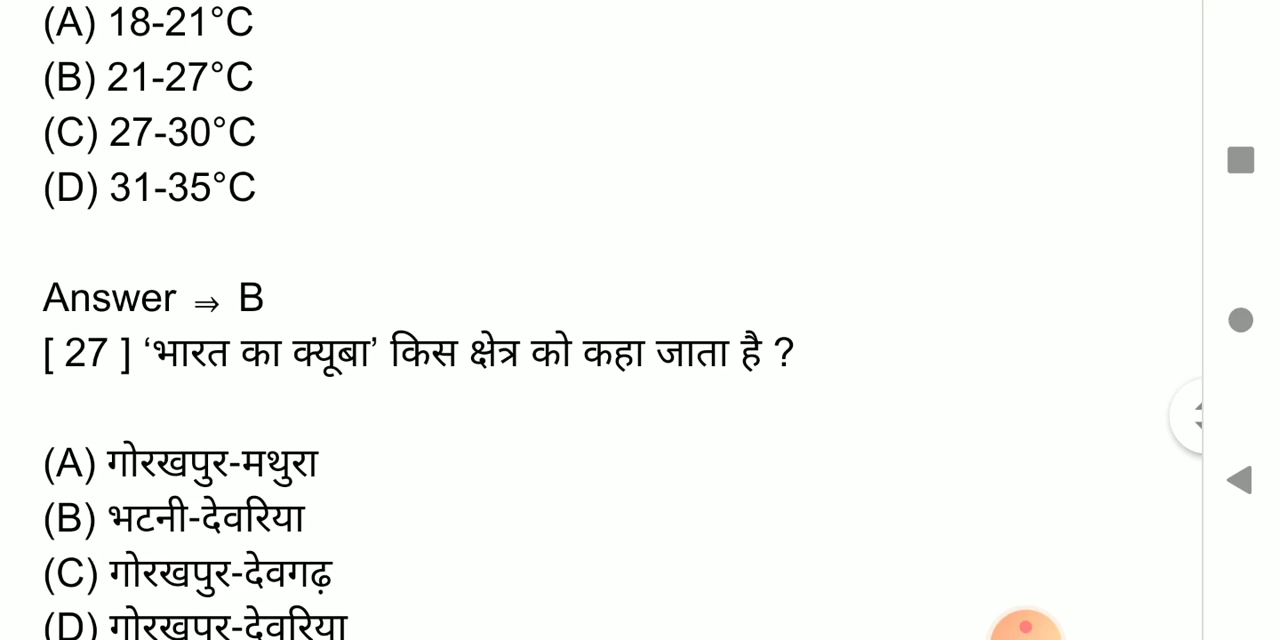 (A) 18-21°C
(B) 21-27°C
(C) 27-30°C
(D) 31-35°C
Answer ⇒ B
[ 27 ] ‘भारत का क्यूबा’ किस क्षेत्र को कहा जाता है ?
(A) गोरखपुर-मथुरा
(B) भटनी-देवरिया
(C) गोरखपुर-देवगढ़
(D) गोरखपुर-देवरिया